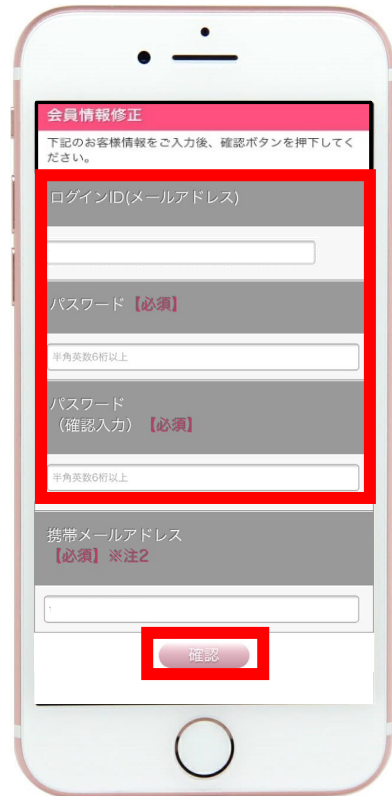 会員情報修正
下記のお客様情報をご入力後、確認ボタンを押下してく
ださい。
ログインID(メールアドレス)
パスワード【必須】
半角英数6桁以上
パスワード
（確認入力）【必須】
半角英数6桁以上
携帯メールアドレス
【必須】※注2
確認